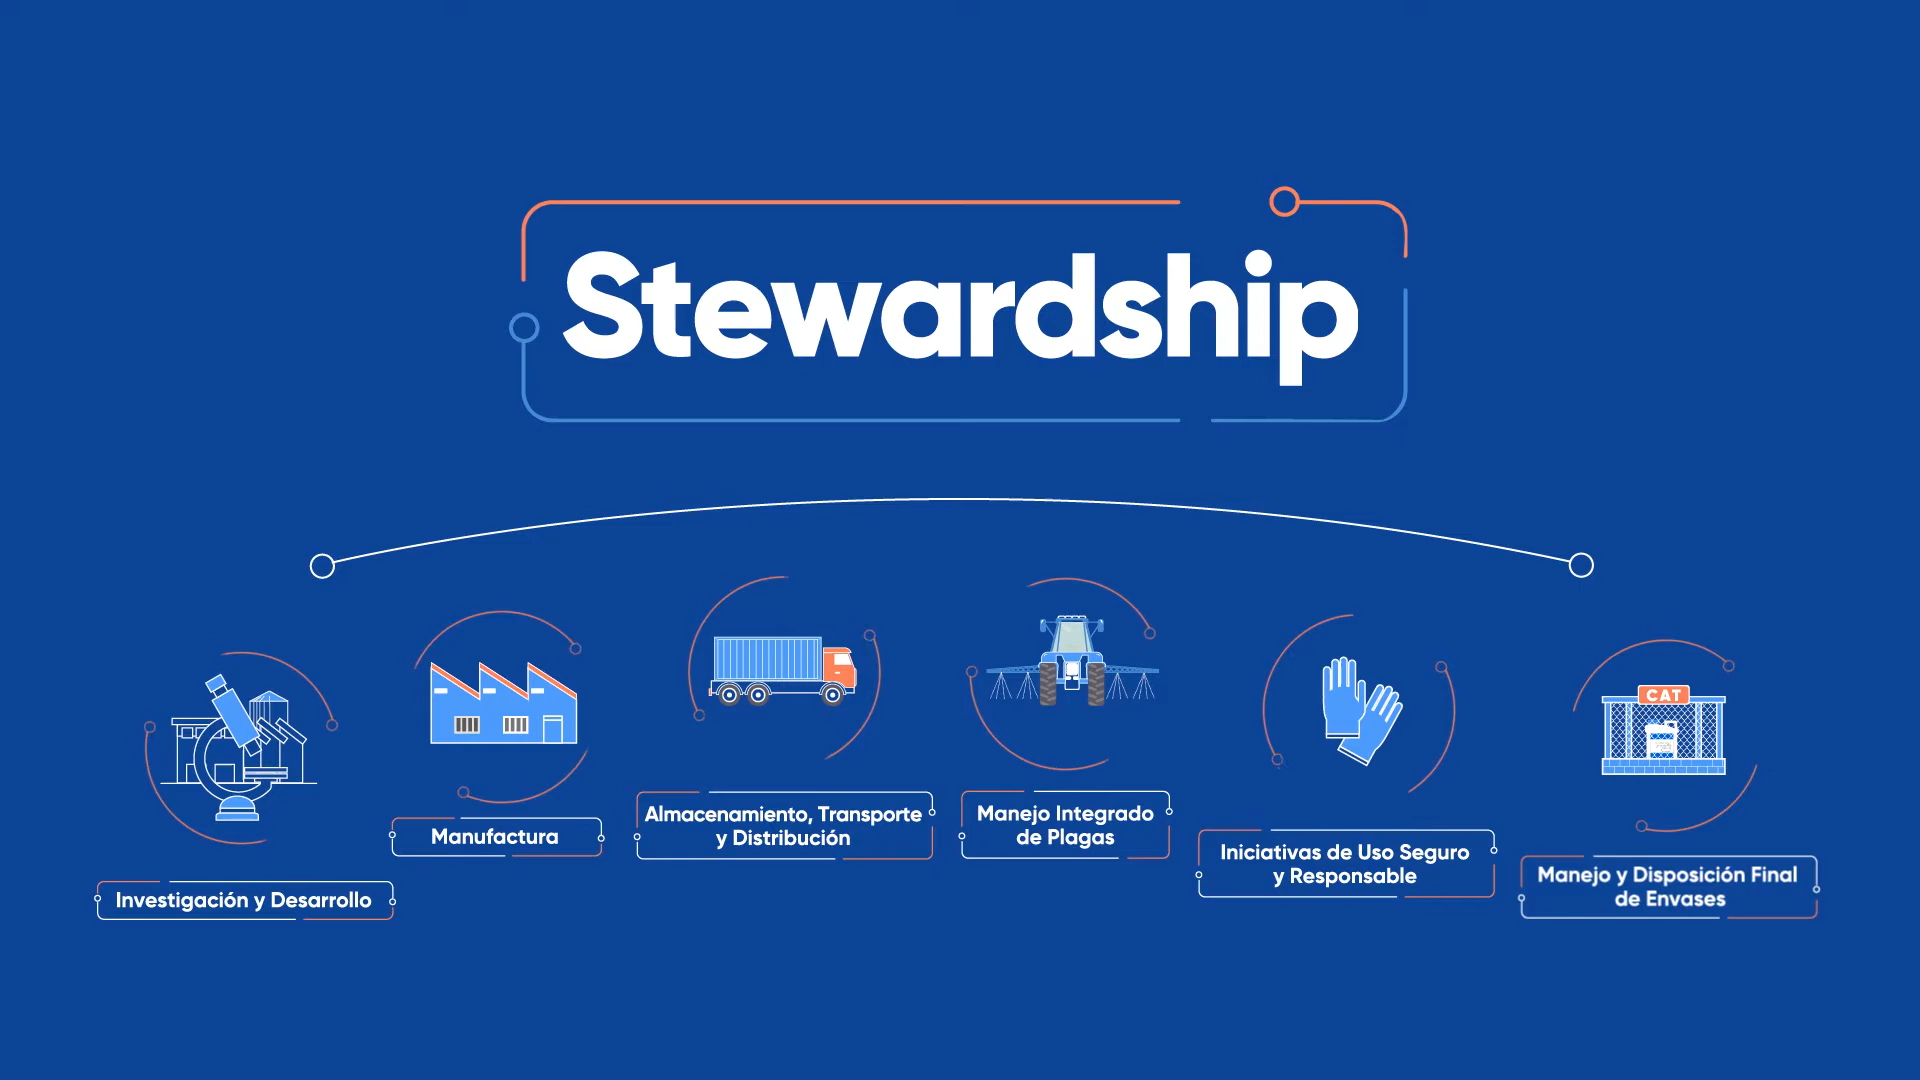 Stewardship
Investigación y Desarrollo
Manufactura
Almacenamiento, Transporte
y Distribución
Manejo Integrado
de Plagas
Iniciativas de Uso Seguro
y Responsable
CAT
Manejo y Disposición Final
de Envases